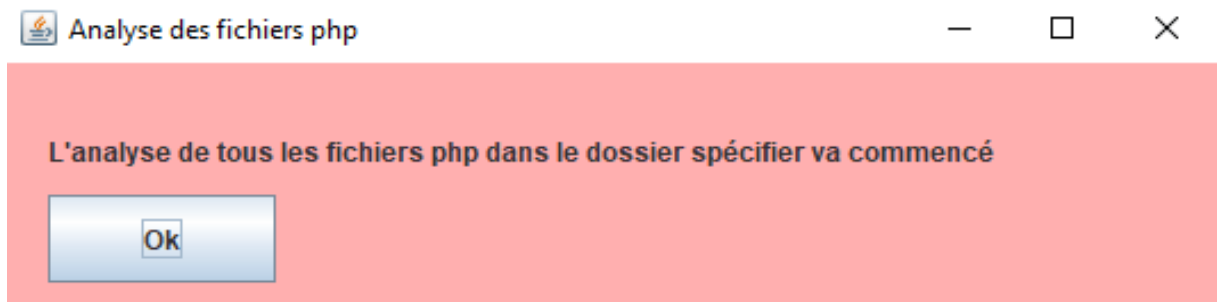 Analyse des fichiers php
L'analyse de tous les fichiers php dans le dossier spécifier va commencé
Ok